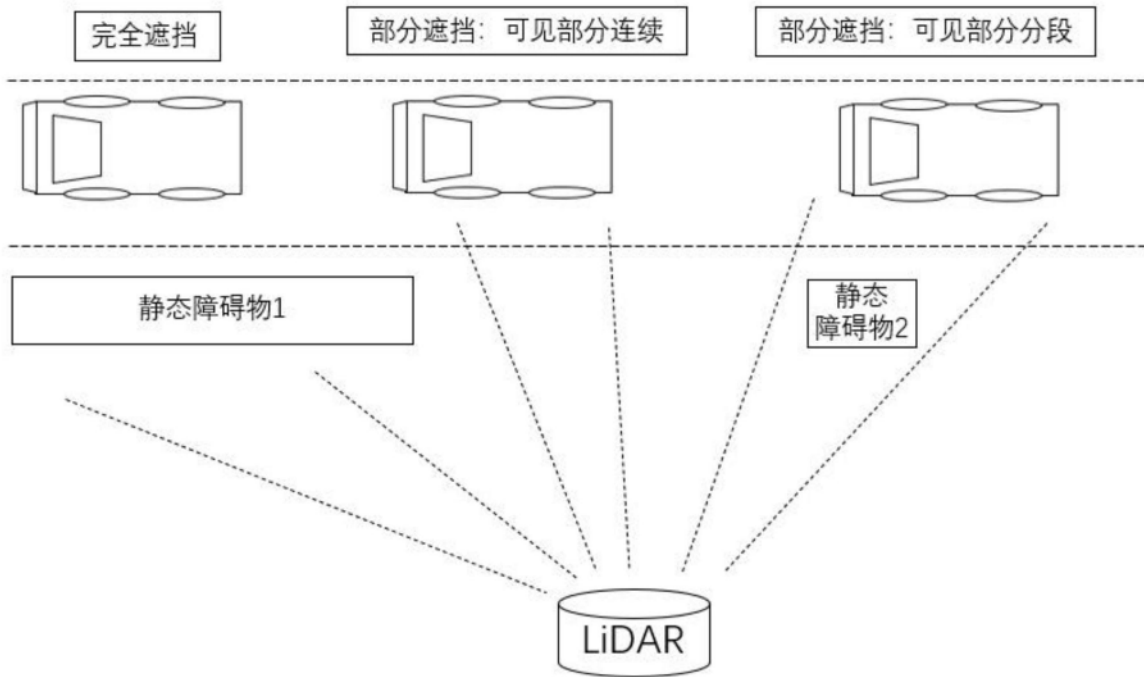 完全遮挡
部分遮挡：可见部分连续
部分遮挡：可见部分分段
静态障碍物1
静态
障碍物2
LiDAR